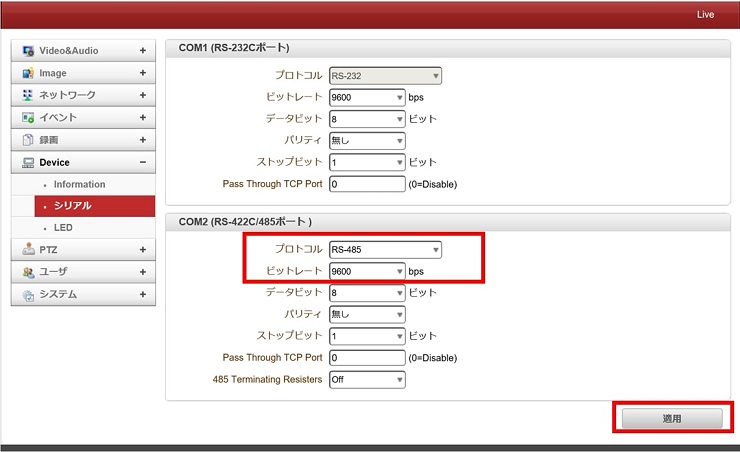 Live
Video&Audio +
Image +
ネットワーク +
イベント +
録画 +
Device −
Information
シリアル
LED
PTZ +
ユーザ +
システム +
COM1 (RS-232Cポート)
プロトコル RS-232
ビットレート 9600 bps
データビット 8 ビット
パリティ 無し
ストップビット 1 ビット
Pass Through TCP Port 0 (0=Disable)
COM2 (RS-422C/485ポート )
プロトコル RS-485
ビットレート 9600 bps
データビット 8 ビット
パリティ 無し
ストップビット 1 ビット
Pass Through TCP Port 0 (0=Disable)
485 Terminating Resisters Off
適用